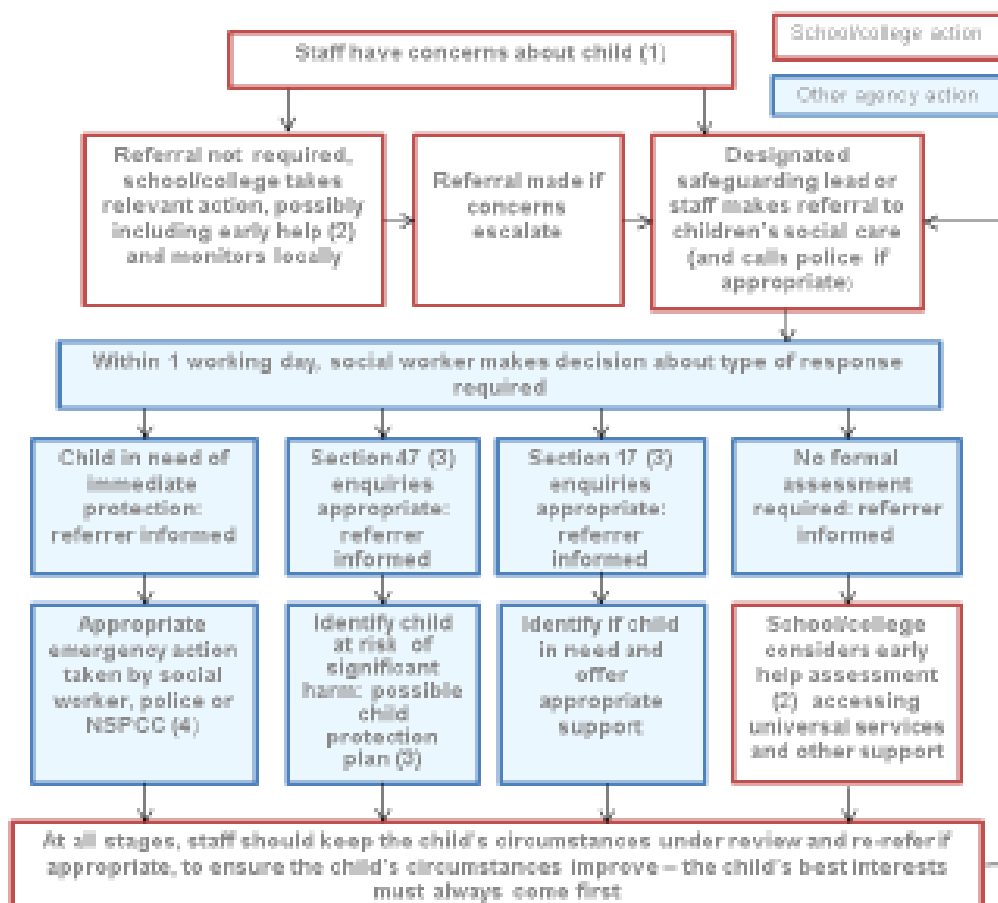 School/college action
Staff have concerns about child (1)
Other agency action
Referral not required,
school/college takes
relevant action, possibly
including early help (2)
and monitors locally
Referral made if
concerns
escalate
Designated
safeguarding lead or
staff makes referral to
children's social care
(and calls police if
appropriate)
Within 1 working day, social worker makes decision about type of response
required
Child in need of
immediate
protection:
referrer informed
Section 47 (3)
enquiries
appropriate:
referrer
informed
Section 17 (3)
enquiries
appropriate:
referrer
informed
No formal
assessment
required: referrer
informed
Appropriate
emergency action
taken by social
worker, police or
NSPCC (4)
Identify child
at risk of
significant
harm: possible
child
protection
plan (3)
Identify if child
in need and
offer
appropriate
support
School/college
considers early
help assessment
(2) accessing
universal services
and other support
At all stages, staff should keep the child's circumstances under review and re-refer if
appropriate, to ensure the child's circumstances improve – the child's best interests
must always come first